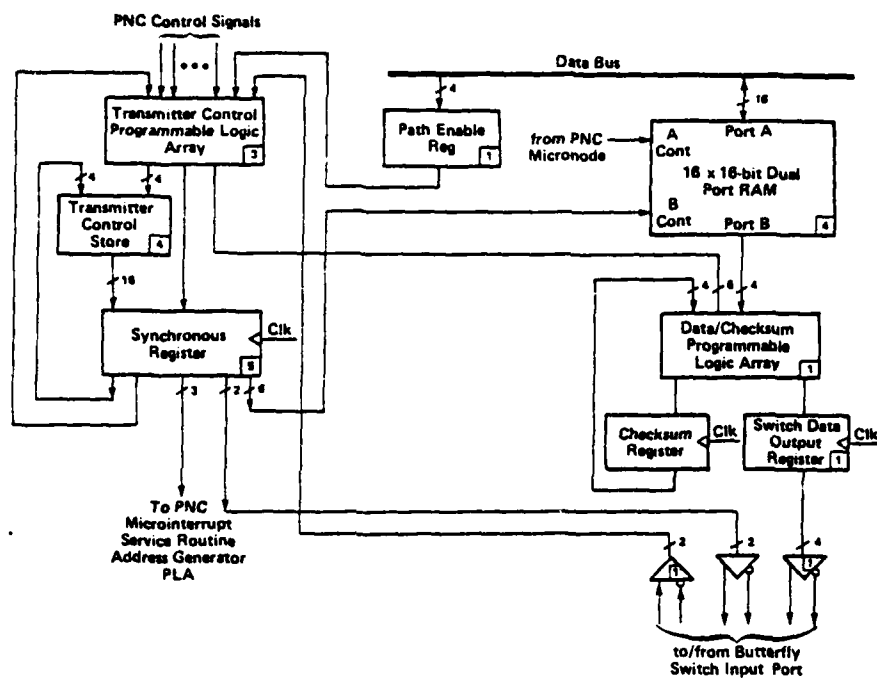 PNC Control Signals
Data Bus
4
16
Transmitter Control
Programmable Logic
Array
3
Path Enable
Reg
1
from PNC
Micronode
A
Cont
Port A
16 x 16-bit Dual
Port RAM
B
Cont
Port B
4
4
4
Transmitter
Control
Store
4
16
4
6
4
Synchronous
Register
Clk
9
Data/Checksum
Programmable
Logic Array
1
3
2
6
Checksum
Register
Clk
Switch Data
Output
Register
1
Clk
To PNC
Microinterrupt
Service Routine
Address Generator
PLA
2
2
4
1
1
to/from Butterfly
Switch Input Port